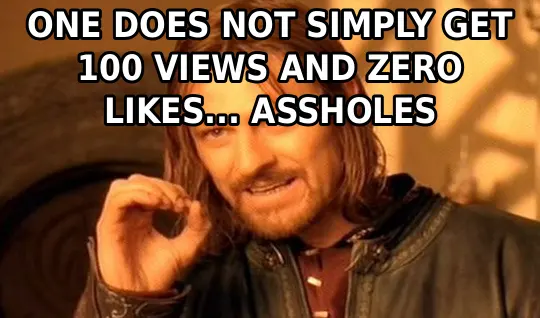 ONE DOES NOT SIMPLY GET
100 VIEWS AND ZERO
LIKES... ASSHOLES